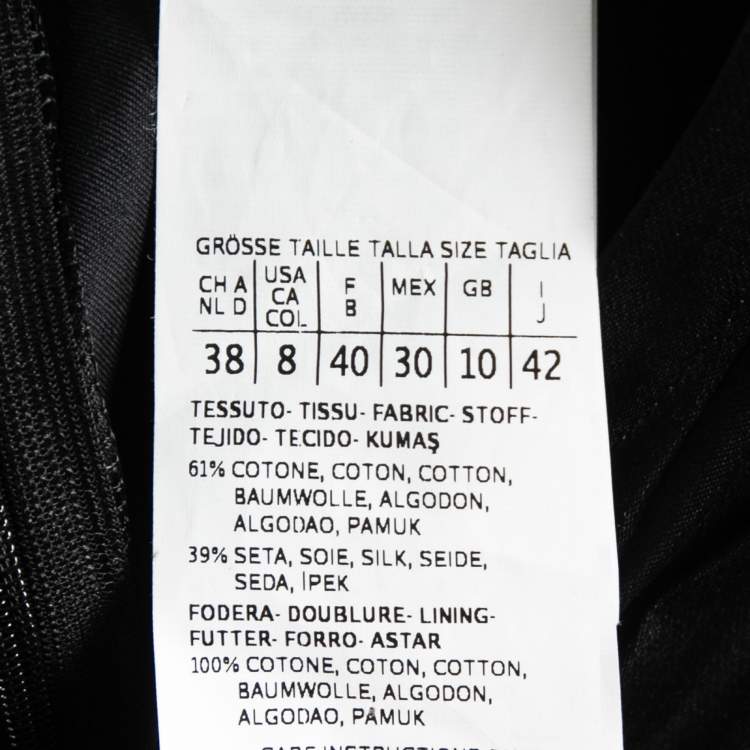 GRÖSSE TAILLE TALLA SIZE TAGLIA
CH A NL D | USA CA COL | F B | MEX | GB | I J
38 | 8 | 40 | 30 | 10 | 42
TESSUTO- TISSU- FABRIC- STOFF-
TEJIDO- TECIDO- KUMAŞ
61% COTONE, COTON, COTTON,
BAUMWOLLE, ALGODON,
ALGODAO, PAMUK
39% SETA, SOIE, SILK, SEIDE,
SEDA, İPEK
FODERA- DOUBLURE- LINING-
FUTTER- FORRO- ASTAR
100% COTONE, COTON, COTTON,
BAUMWOLLE, ALGODON,
ALGODAO, PAMUK
CARE INSTRUCTIONS